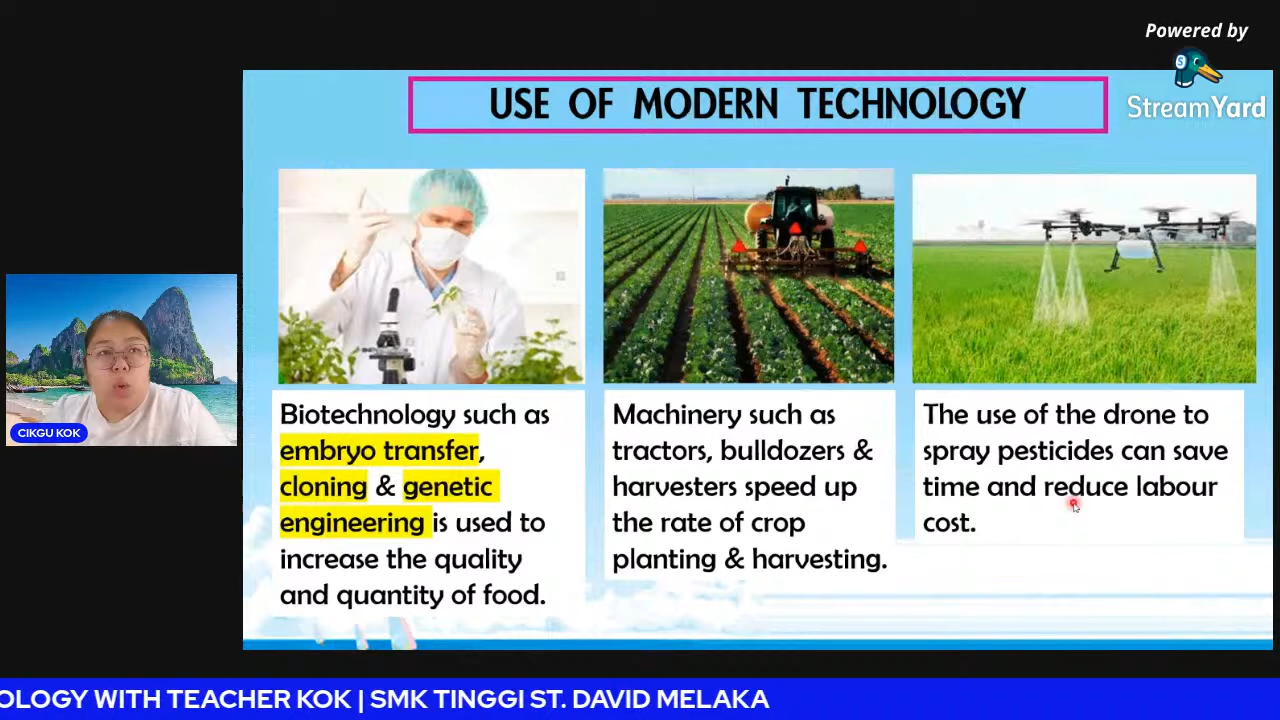 Powered by
StreamYard
USE OF MODERN TECHNOLOGY
Biotechnology such as
embryo transfer,
cloning & genetic
engineering is used to
increase the quality
and quantity of food.
Machinery such as
tractors, bulldozers &
harvesters speed up
the rate of crop
planting & harvesting.
The use of the drone to
spray pesticides can save
time and reduce labour
cost.
CIKGU KOK
OLOGY WITH TEACHER KOK | SMK TINGGI ST. DAVID MELAKA